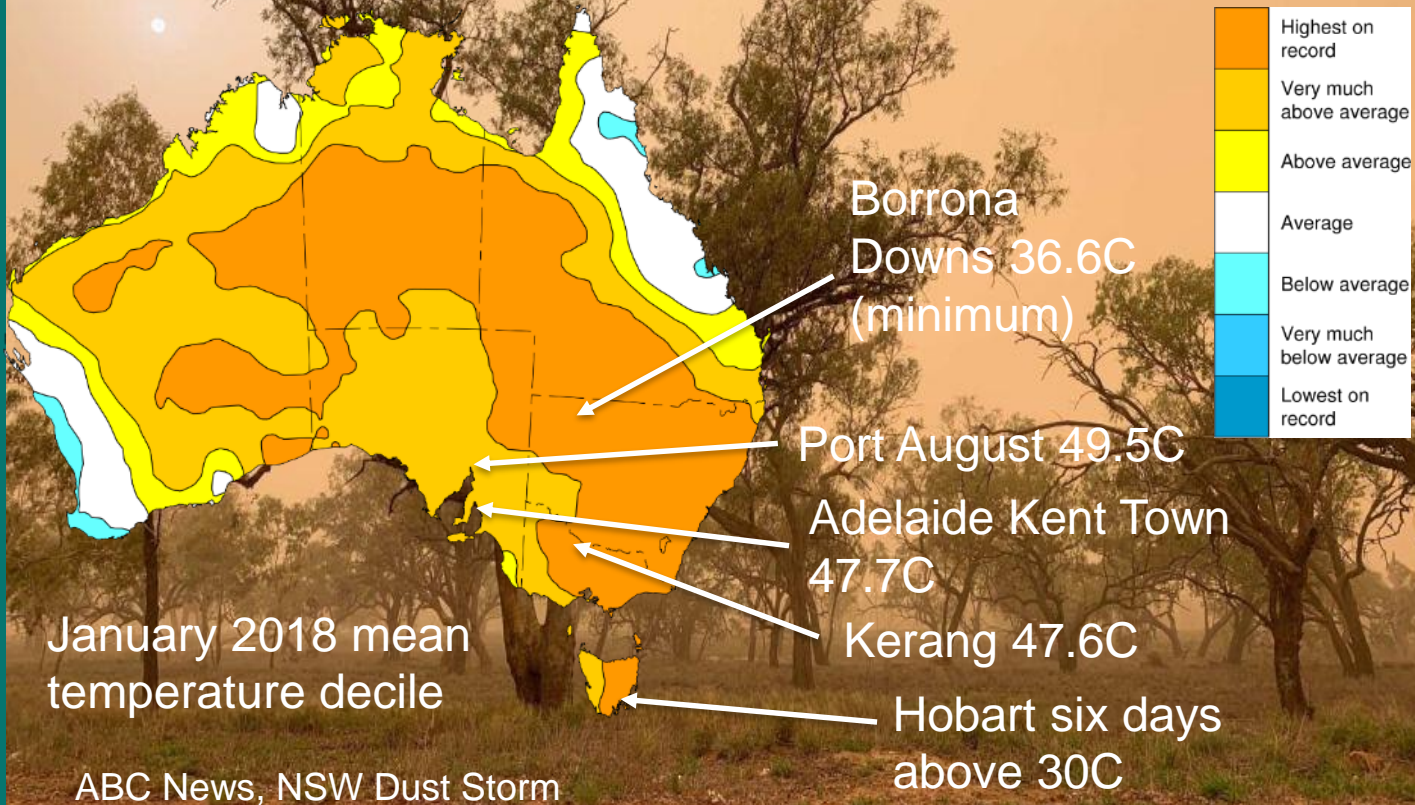 Highest on
record
Very much
above average
Above average
Average
Below average
Very much
below average
Lowest on
record
Borrona
Downs 36.6C
(minimum)
Port August 49.5C
Adelaide Kent Town
47.7C
Kerang 47.6C
Hobart six days
above 30C
January 2018 mean
temperature decile
ABC News, NSW Dust Storm